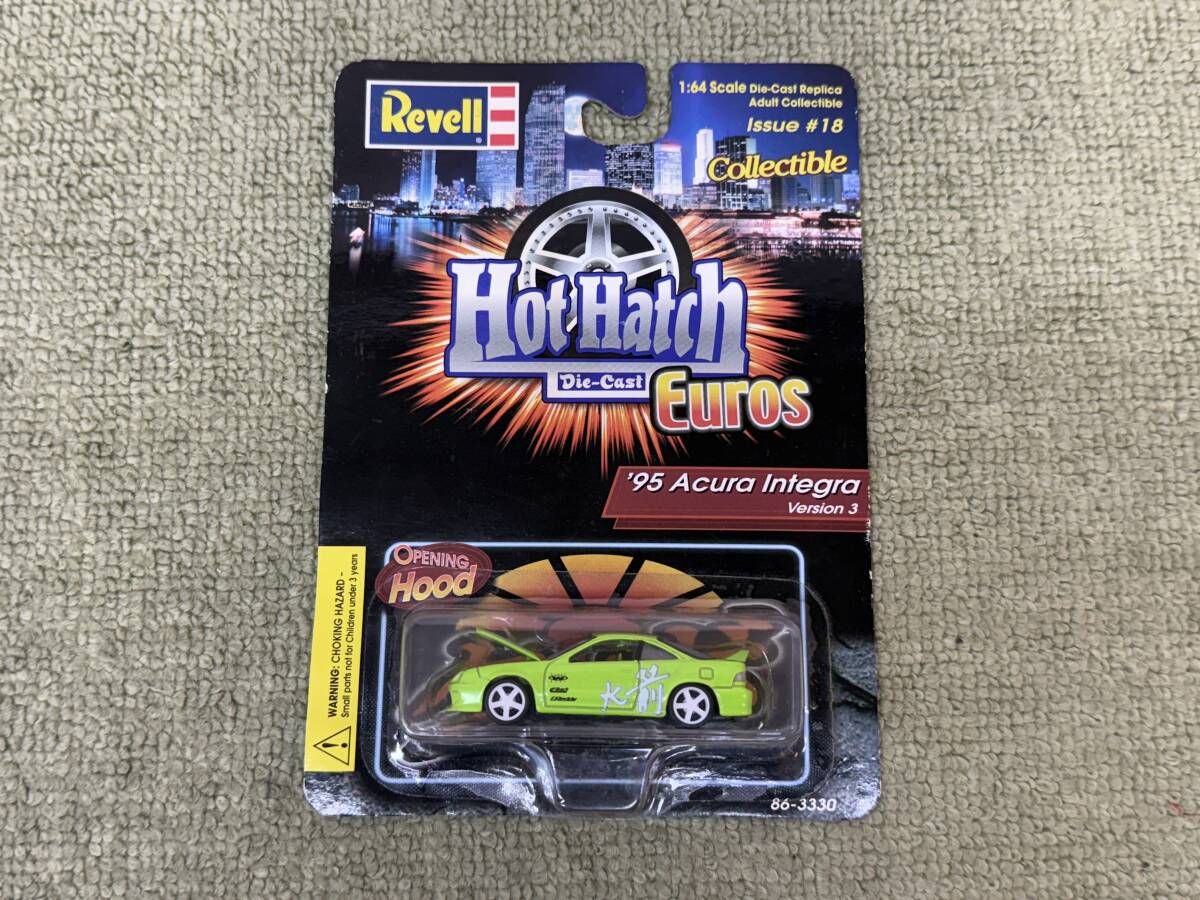 Revell
1:64 Scale Die-Cast Replica
Adult Collectible
Issue #18
Collectible
Hot Hatch
Die-Cast
Euros
'95 Acura Integra
Version 3
OPENING
Hood
WARNING: CHOKING HAZARD -
Small parts not for Children under 3 years
GReddy
86-3330